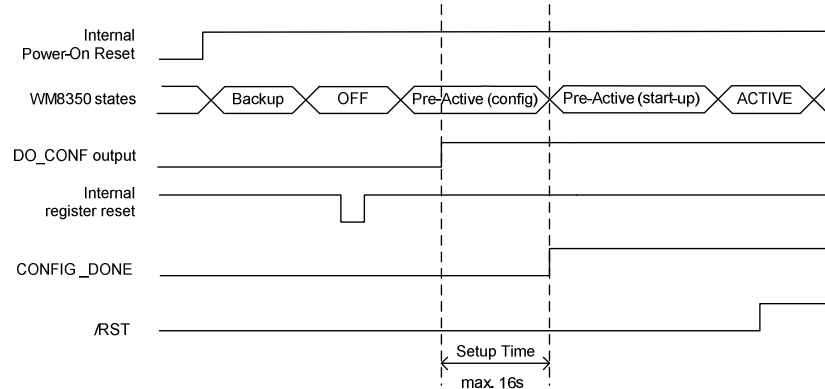 Internal
Power-On Reset
WM8350 states
Backup
OFF
Pre-Active (config)
Pre-Active (start-up)
ACTIVE
DO_CONF output
Internal
register reset
CONFIG_DONE
/RST
Setup Time
max. 16s